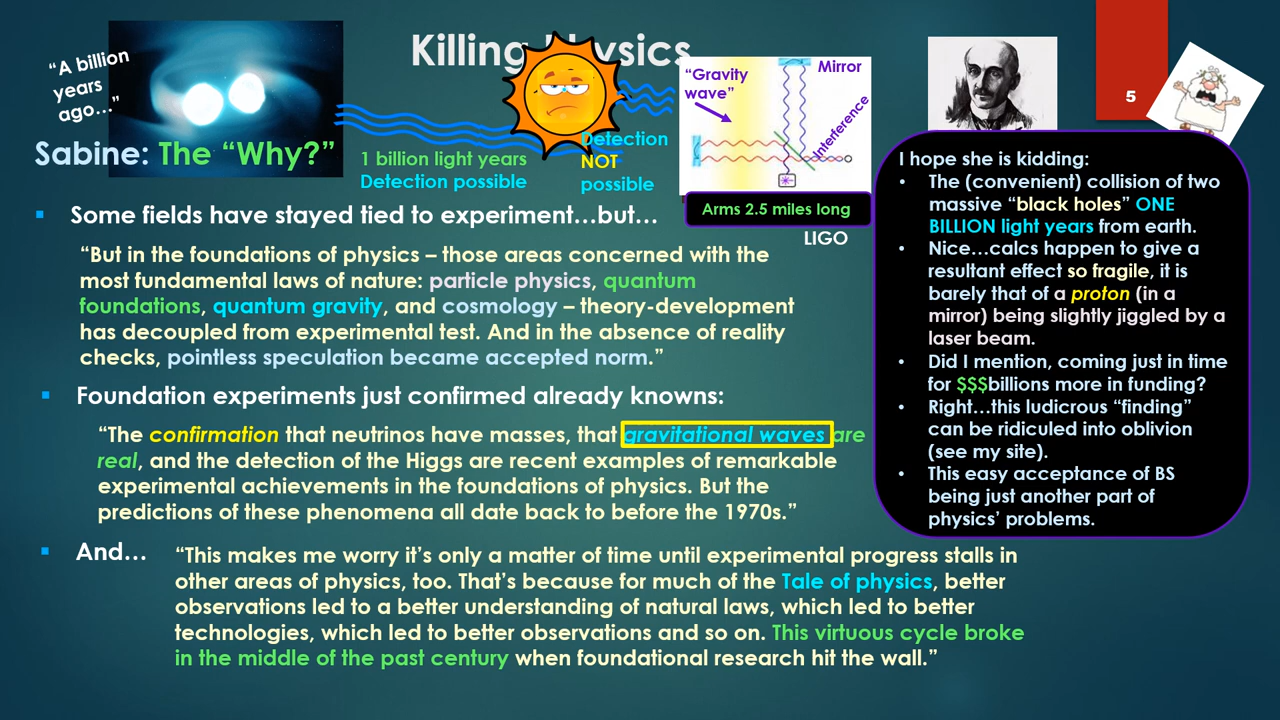 Killing Physics
“A billion
years
ago…”
“Gravity
wave”
Mirror
Interference
5
Sabine: The “Why?”
1 billion light years
Detection possible
Detection
NOT
possible
Arms 2.5 miles long
LIGO
Some fields have stayed tied to experiment…but…
“But in the foundations of physics – those areas concerned with the
most fundamental laws of nature: particle physics, quantum
foundations, quantum gravity, and cosmology – theory-development
has decoupled from experimental test. And in the absence of reality
checks, pointless speculation became accepted norm.”
Foundation experiments just confirmed already knowns:
“The confirmation that neutrinos have masses, that gravitational waves are
real, and the detection of the Higgs are recent examples of remarkable
experimental achievements in the foundations of physics. But the
predictions of these phenomena all date back to before the 1970s.”
And…
“This makes me worry it’s only a matter of time until experimental progress stalls in
other areas of physics, too. That’s because for much of the Tale of physics, better
observations led to a better understanding of natural laws, which led to better
technologies, which led to better observations and so on. This virtuous cycle broke
in the middle of the past century when foundational research hit the wall.”
I hope she is kidding:
• The (convenient) collision of two
massive “black holes” ONE
BILLION light years from earth.
• Nice…calcs happen to give a
resultant effect so fragile, it is
barely that of a proton (in a
mirror) being slightly jiggled by a
laser beam.
• Did I mention, coming just in time
for $$$billions more in funding?
• Right…this ludicrous “finding”
can be ridiculed into oblivion
(see my site).
• This easy acceptance of BS
being just another part of
physics’ problems.